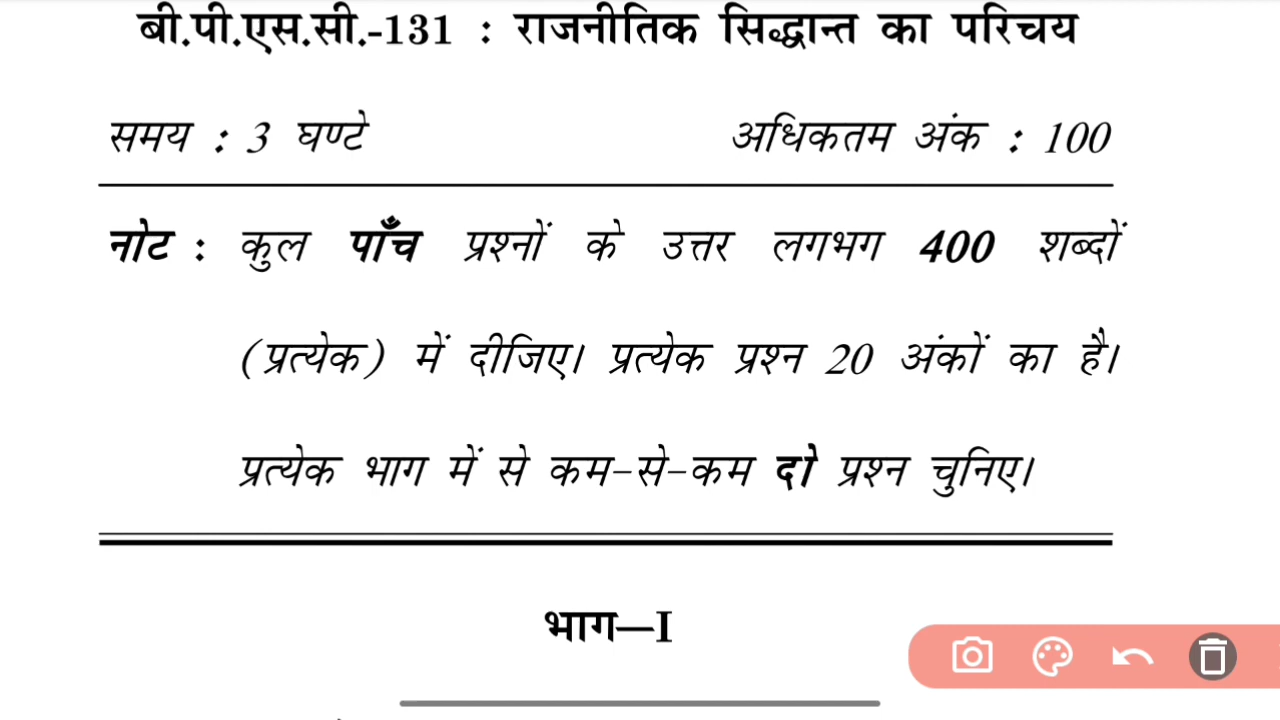 बी.पी.एस.सी.-131 : राजनीतिक सिद्धान्त का परिचय
समय : 3 घण्टे अधिकतम अंक : 100
नोट : कुल पाँच प्रश्नों के उत्तर लगभग 400 शब्दों
(प्रत्येक) में दीजिए। प्रत्येक प्रश्न 20 अंकों का है।
प्रत्येक भाग में से कम-से-कम दो प्रश्न चुनिए।
भाग—I